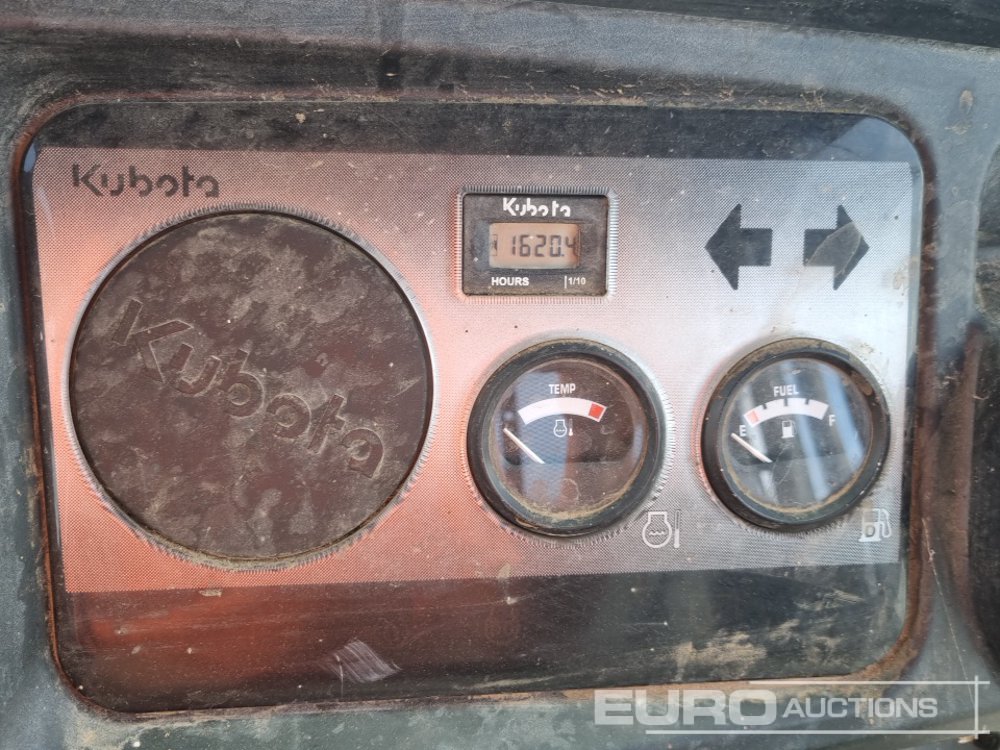 Kubota
Kubota
1620.4
HOURS 1/10
Kubota
TEMP
FUEL
E F
EURO AUCTIONS